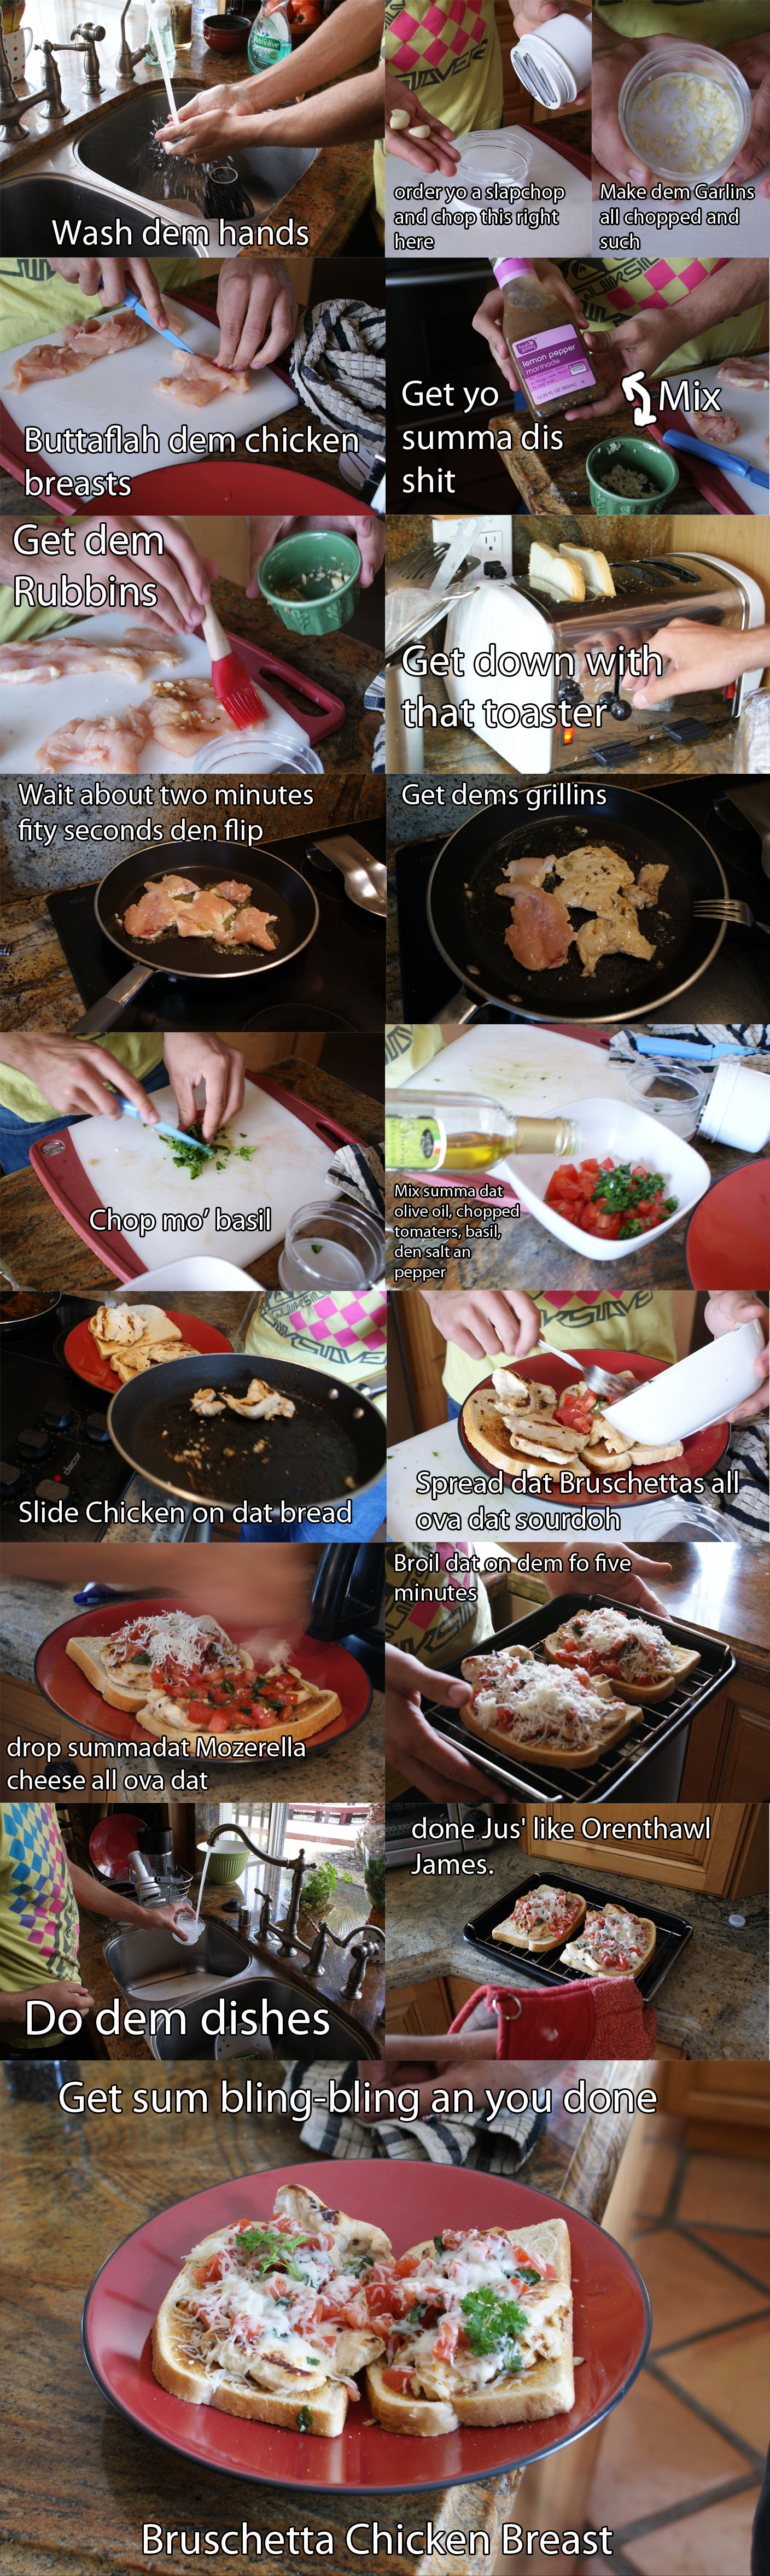 Wash dem hands
order yo a slapchop
and chop this right
here
Make dem Garlins
all chopped and
such
Buttaflah dem chicken
breasts
lemon pepper
marinade
Get yo
summa dis
shit
Mix
Get dem
Rubbins
Get down with
that toaster
Wait about two minutes
fity seconds den flip
Get dems grillins
Chop mo' basil
Mix summa dat
olive oil, chopped
tomaters, basil,
den salt an
pepper
dacor
Slide Chicken on dat bread
Spread dat Bruschettas all
ova dat sourdoh
drop summadat Mozerella
cheese all ova dat
Broil dat on dem fo five
minutes
Do dem dishes
done Jus' like Orenthawl
James.
Get sum bling-bling an you done
Bruschetta Chicken Breast